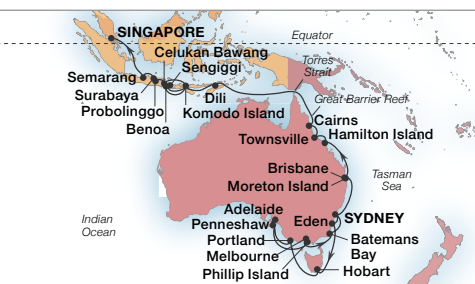 SINGAPORE
Equator
Celukan Bawang
Sengiggi
Torres
Strait
Semarang
Surabaya
Probolinggo
Benoa
Dili
Komodo Island
Great Barrier Reef
Cairns
Hamilton Island
Townsville
Brisbane
Moreton Island
Tasman
Sea
Adelaide
Penneshaw
Eden
SYDNEY
Indian
Ocean
Portland
Melbourne
Phillip Island
Batemans
Bay
Hobart